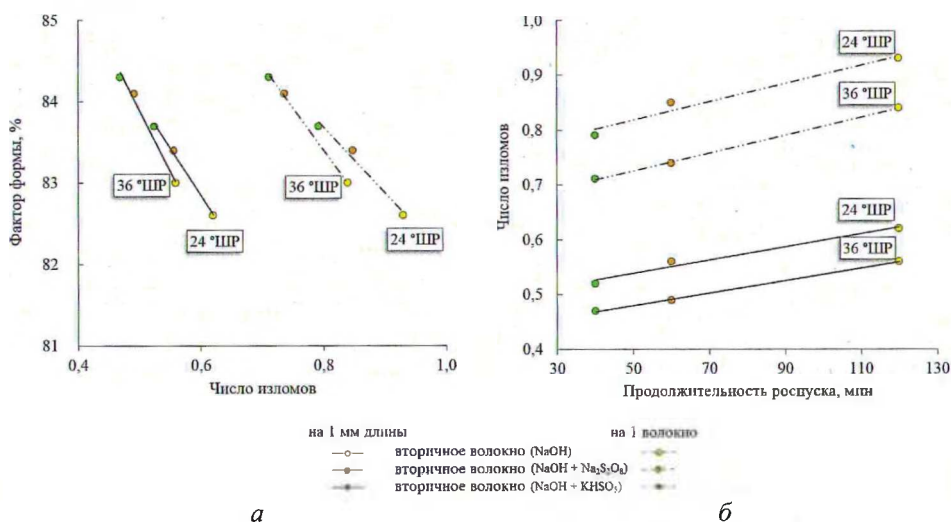 85
84
83
82
81
Фактор формы, %
36 °ШР
24 °ШР
36 °ШР
24 °ШР
0,4
0,6
0,8
1,0
Число изломов
1,0
0,9
0,8
0,7
0,6
0,5
0,4
Число изломов
24 °ШР
36 °ШР
24 °ШР
36 °ШР
30
50
70
90
110
130
Продолжительность роспуска, мин
на 1 мм длины
на 1 волокно
вторичное волокно (NaOH)
вторичное волокно (NaOH + Na₂S₂O₈)
вторичное волокно (NaOH + KHSO₅)
а
б